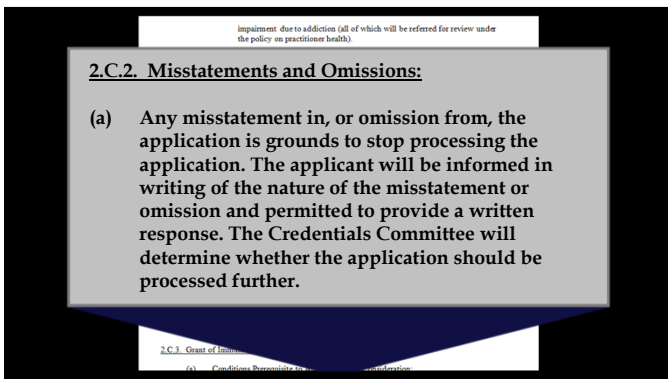 impairment due to addiction (all of which will be referred for review under
the policy on practitioner health).
2.C.2. Misstatements and Omissions:
(a) Any misstatement in, or omission from, the
application is grounds to stop processing the
application. The applicant will be informed in
writing of the nature of the misstatement or
omission and permitted to provide a written
response. The Credentials Committee will
determine whether the application should be
processed further.
2.C.3. Grant of
(a) Conditions Prerequisite to